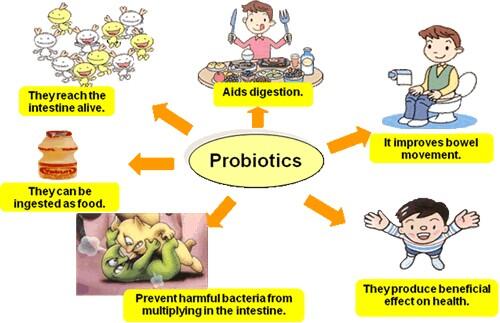 They reach the
intestine alive.
Aids digestion.
It improves bowel
movement.
Probiotics
They can be
ingested as food.
Prevent harmful bacteria from
multiplying in the intestine.
They produce beneficial
effect on health.